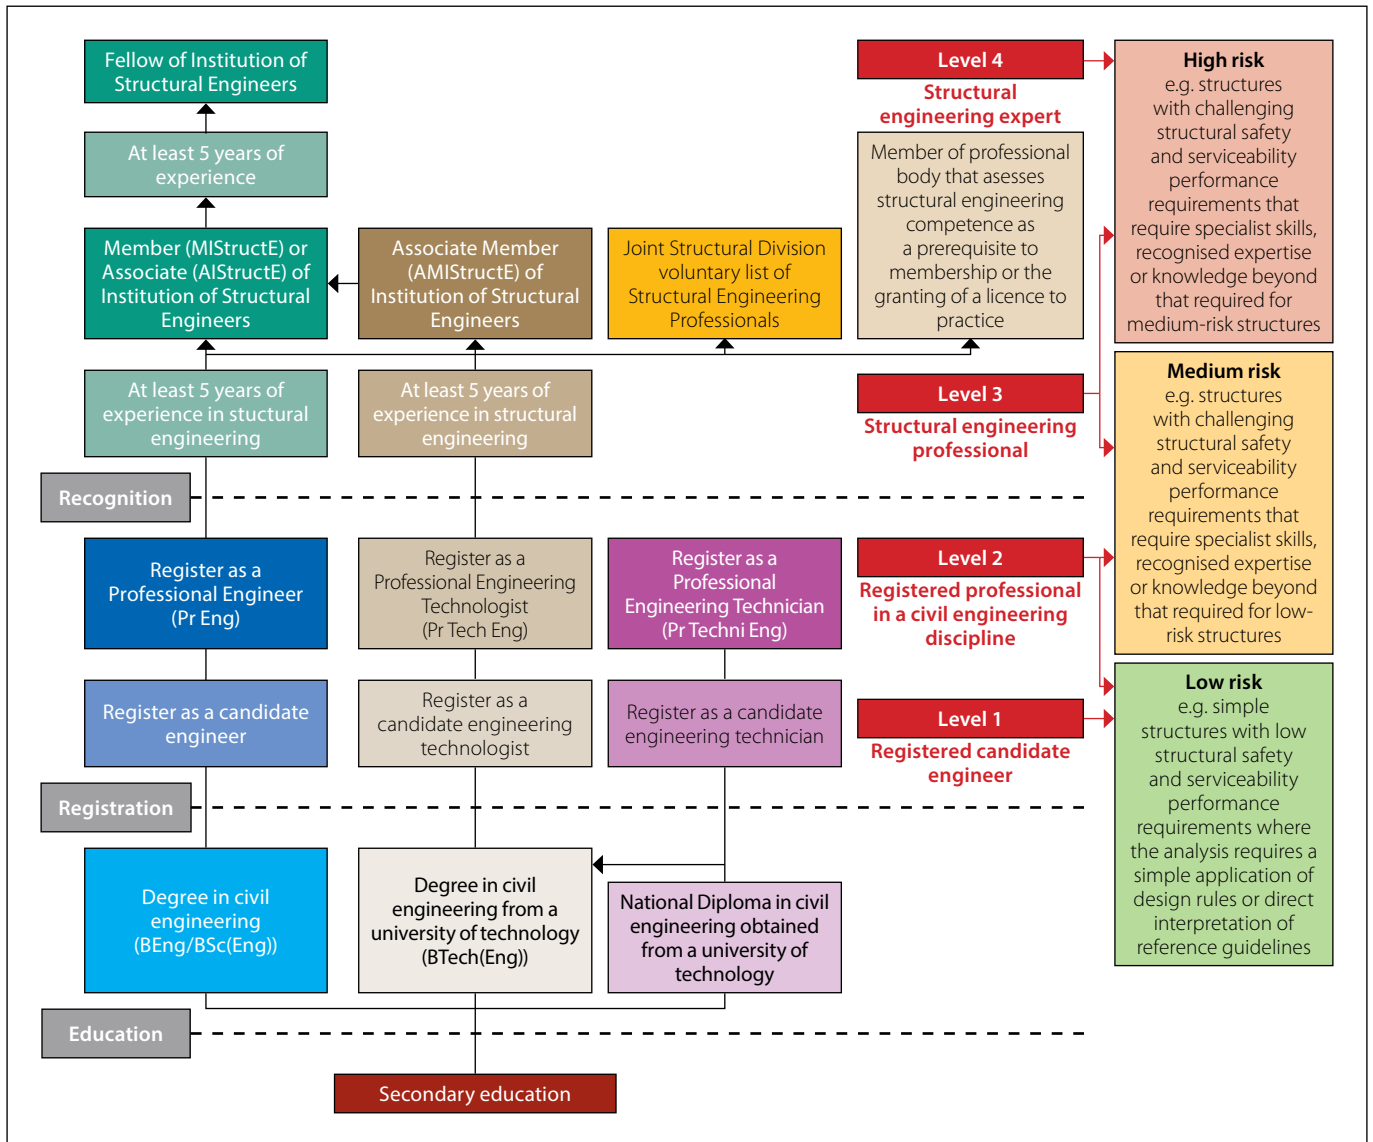 Fellow of Institution of
Structural Engineers
At least 5 years of
experience
Member (MIStructE) or
Associate (AIStructE) of
Institution of Structural
Engineers
Associate Member
(AMIStructE) of
Institution of Structural
Engineers
Joint Structural Division
voluntary list of
Structural Engineering
Professionals
Level 4
Structural
engineering expert
Member of professional
body that asesses
structural engineering
competence as
a prerequisite to
membership or the
granting of a licence to
practice
High risk
e.g. structures
with challenging
structural safety
and serviceability
performance
requirements that
require specialist skills,
recognised expertise
or knowledge beyond
that required for
medium-risk structures
At least 5 years of
experience in stuctural
engineering
At least 5 years of
experience in structural
engineering
Level 3
Structural engineering
professional
Medium risk
e.g. structures
with challenging
structural safety
and serviceability
performance
requirements that
require specialist skills,
recognised expertise
or knowledge beyond
that required for low-
risk structures
Recognition
Register as a
Professional Engineer
(Pr Eng)
Register as a
Professional Engineering
Technologist
(Pr Tech Eng)
Register as a
Professional
Engineering Technician
(Pr Techni Eng)
Level 2
Registered professional
in a civil engineering
discipline
Register as a candidate
engineer
Register as a
candidate engineering
technologist
Register as a candidate
engineering technician
Level 1
Registered candidate
engineer
Low risk
e.g. simple
structures with low
structural safety
and serviceability
performance
requirements where
the analysis requires a
simple application of
design rules or direct
interpretation of
reference guidelines
Registration
Degree in civil
engineering
(BEng/BSc(Eng))
Degree in civil
engineering from a
university of technology
(BTech(Eng))
National Diploma in civil
engineering obtained
from a university of
technology
Education
Secondary education